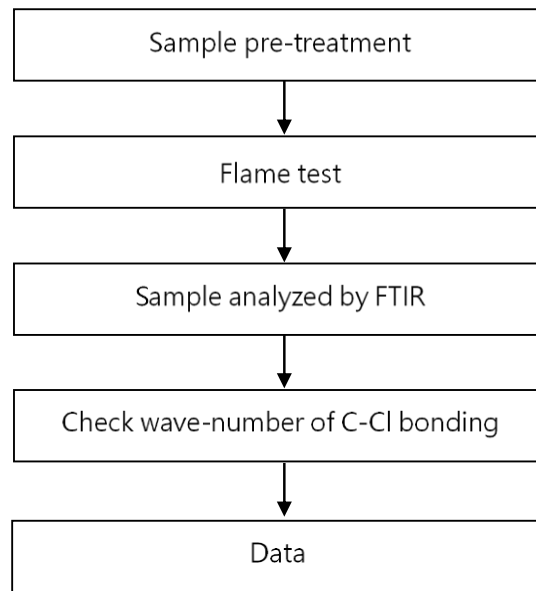 Sample pre-treatment
Flame test
Sample analyzed by FTIR
Check wave-number of C-Cl bonding
Data